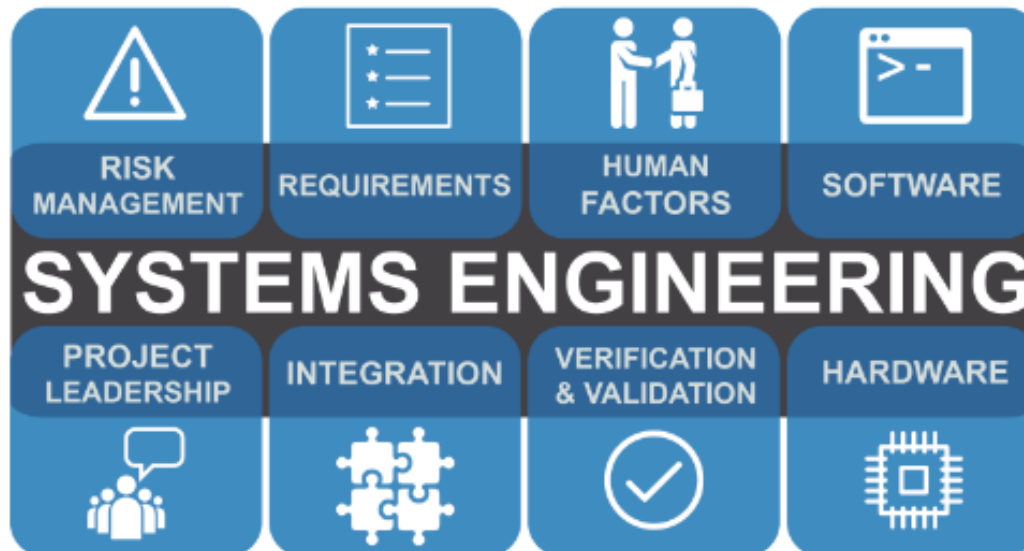 RISK
MANAGEMENT
REQUIREMENTS
HUMAN
FACTORS
SOFTWARE
>-
SYSTEMS ENGINEERING
PROJECT
LEADERSHIP
INTEGRATION
VERIFICATION
& VALIDATION
HARDWARE